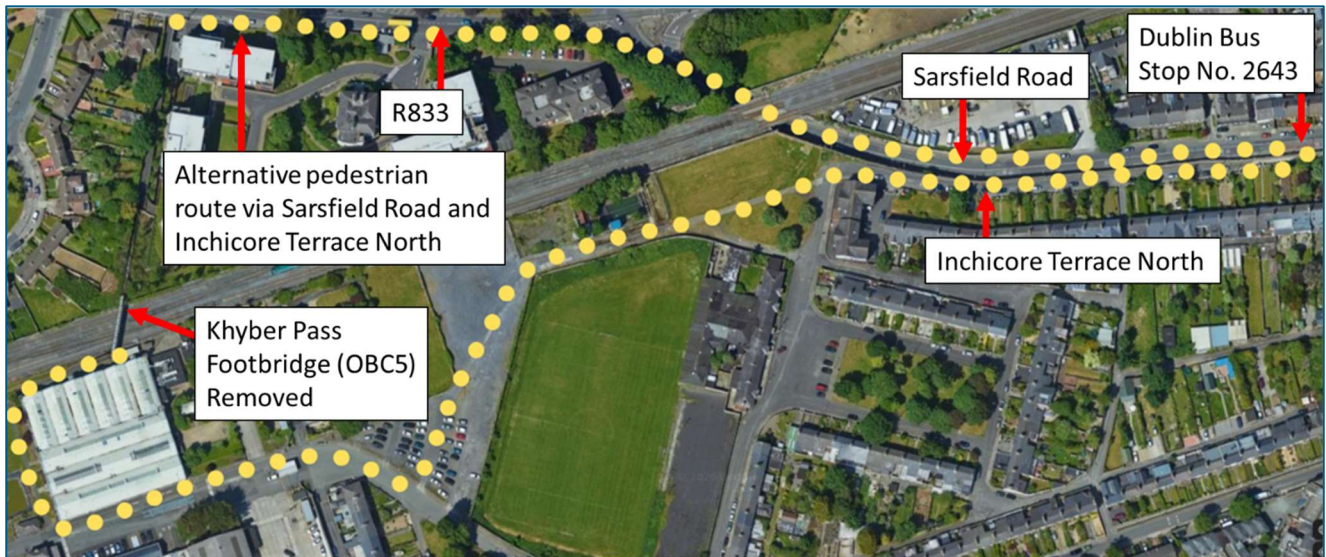 Dublin Bus
Stop No. 2643
Sarsfield Road
R833
Alternative pedestrian
route via Sarsfield Road and
Inchicore Terrace North
Inchicore Terrace North
Khyber Pass
Footbridge (OBC5)
Removed